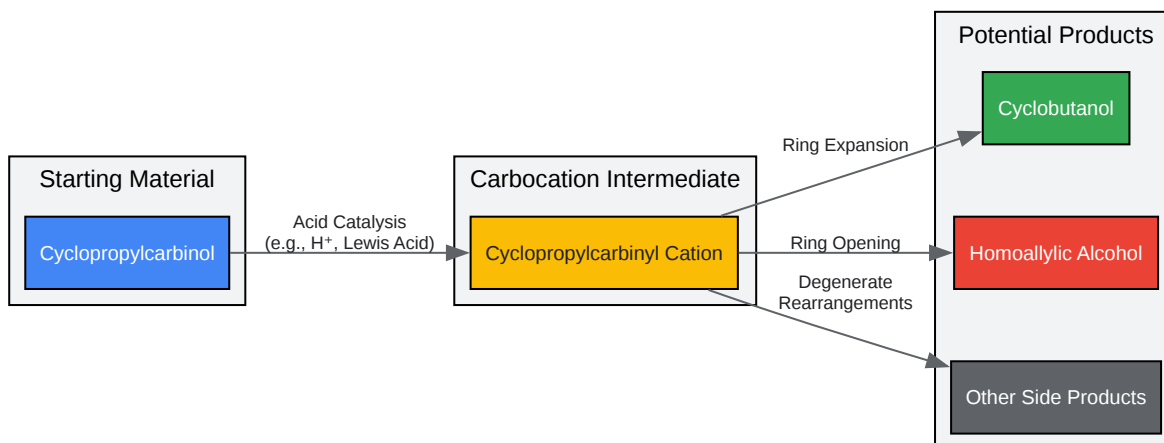 Potential Products
Cyclobutanol
Ring Expansion
Starting Material
Carbocation Intermediate
Cyclopropylcarbinol
Acid Catalysis
(e.g., H⁺, Lewis Acid)
Cyclopropylcarbinyl Cation
Ring Opening
Homoallylic Alcohol
Degenerate
Rearrangements
Other Side Products